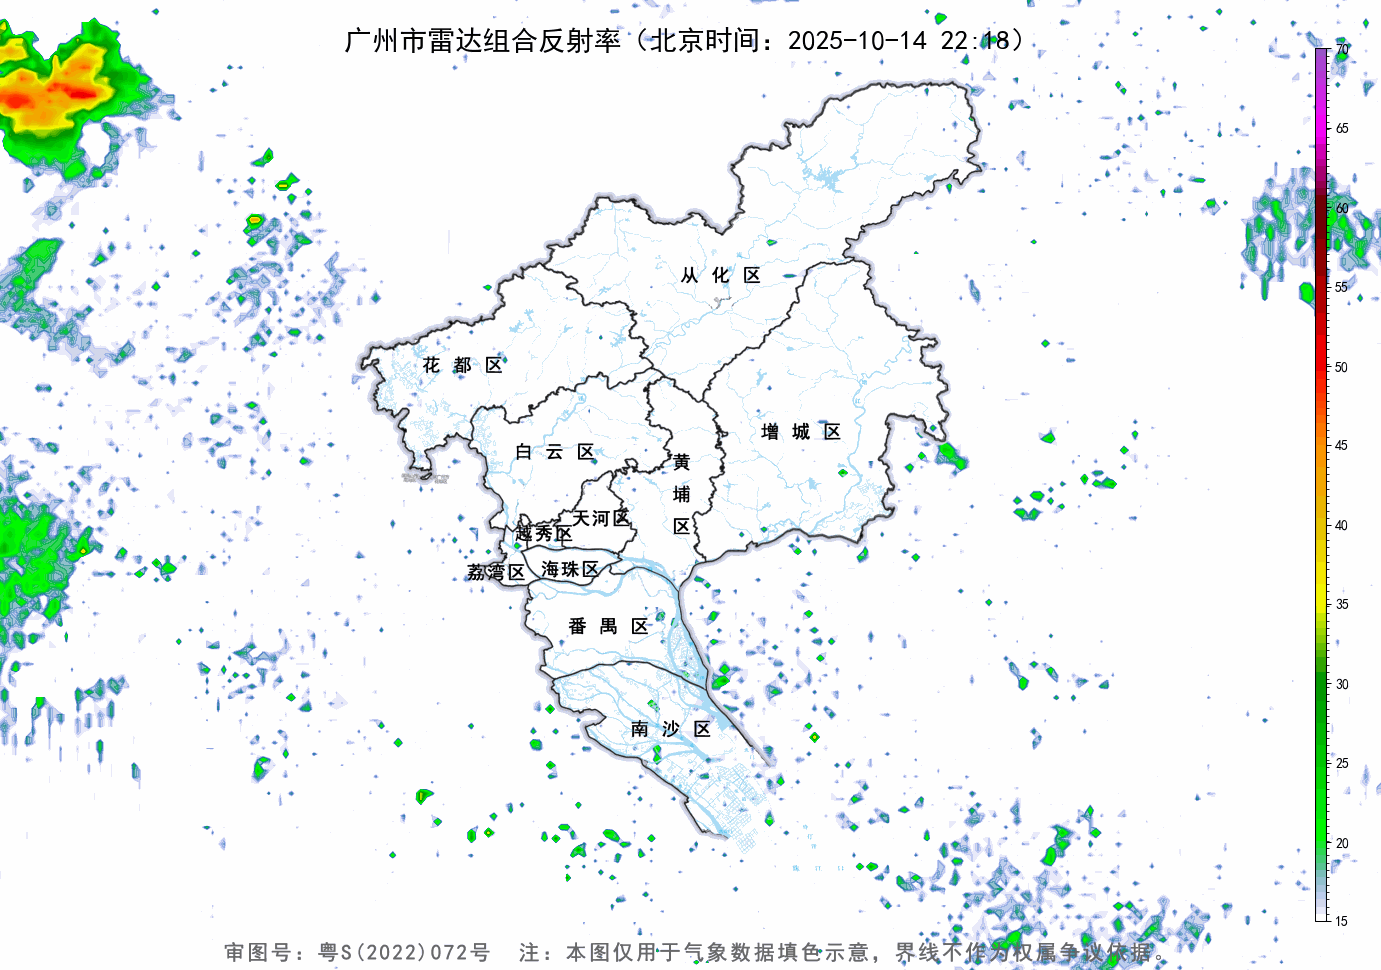 广州市雷达组合反射率（北京时间：2025-10-14 22:18）
70
65
60
55
50
45
40
35
30
25
20
15
从 化 区
花 都 区
增 城 区
白 云 区
黄
埔
区
天河区
越秀区
荔湾区
海珠区
番 禺 区
南 沙 区
审图号：粤S(2022)072号 注：本图仅用于气象数据填色示意，界线不作为权属争议依据。